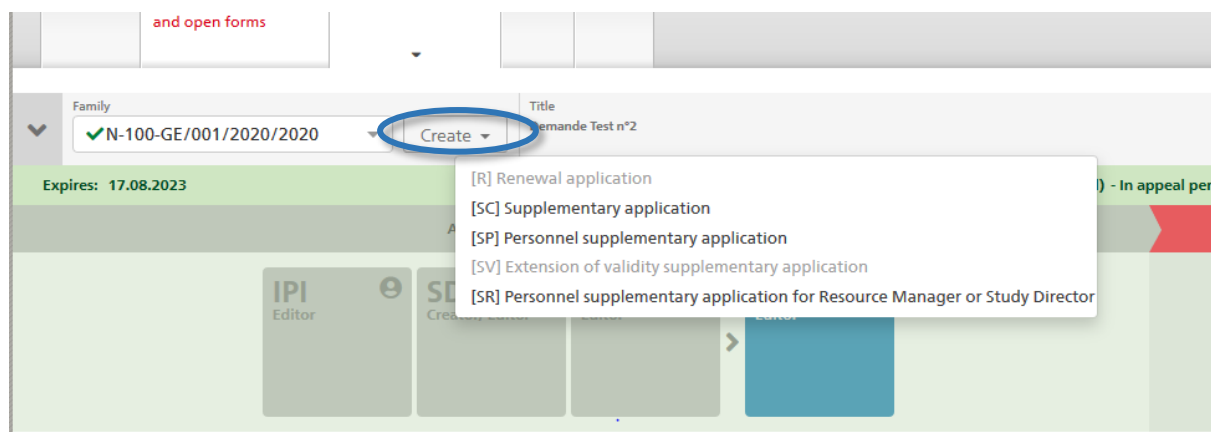 and open forms
Family
N-100-GE/001/2020/2020
Create
Title
Demande Test n°2
[R] Renewal application
[SC] Supplementary application
[SP] Personnel supplementary application
[SV] Extension of validity supplementary application
[SR] Personnel supplementary application for Resource Manager or Study Director
Expires: 17.08.2023
) - In appeal per
IPI
Editor
Editor